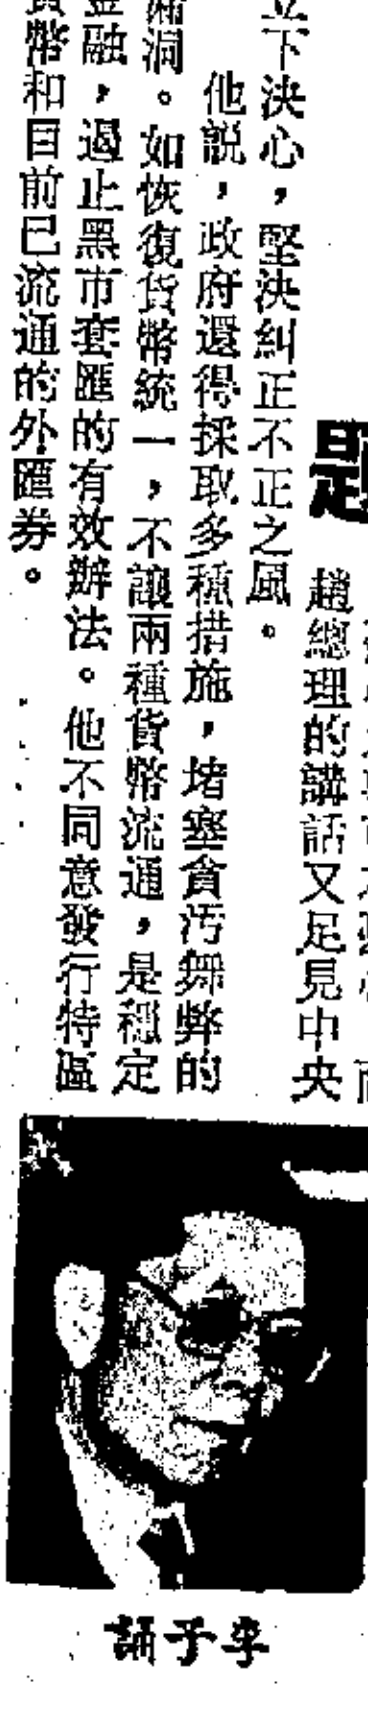 趙總理的講話又足見中央
立下決心，堅決糾正不正之風。
他説，政府還得採取多種措施，堵塞貪污舞弊的
漏洞。如恢復貨幣統一，不讓兩種貨幣流通，是穩定
金融，遏止黑市套匯的有效辦法。他不同意發行特區
貨幣和目前已流通的外匯券。
李子誦